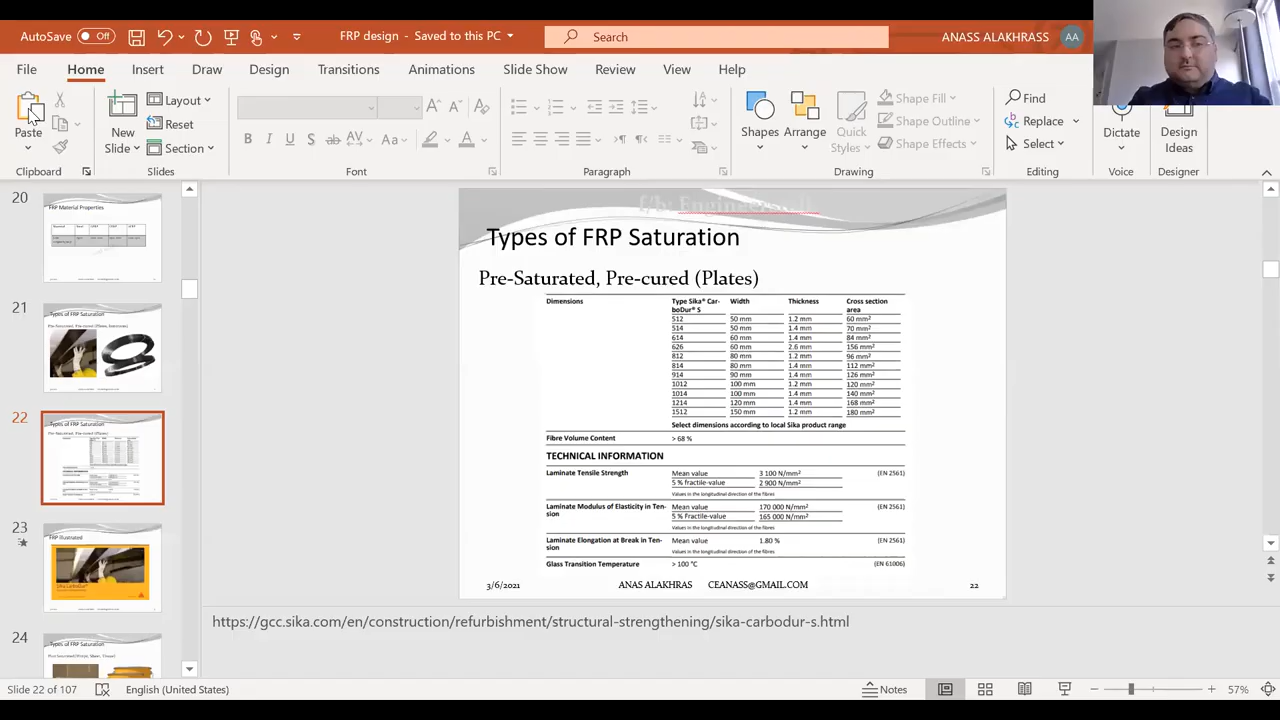 AutoSave Off
FRP design - Saved to this PC
Search
ANASS ALAKHRASS AA
File Home Insert Draw Design Transitions Animations Slide Show Review View Help
Paste
New Slide
Layout
Reset
Section
Shapes
Arrange
Quick Styles
Shape Fill
Shape Outline
Shape Effects
Find
Replace
Select
Dictate
Design Ideas
Clipboard Slides Font Paragraph Drawing Editing Voice Designer
20
FRP Material Properties
21
Types of FRP Saturation
22
Types of FRP Saturation
23
FRP Illustrated
24
Types of FRP Saturation
Types of FRP Saturation
Pre-Saturated, Pre-cured (Plates)
Dimensions Type Sika® CarboDur® S Width Thickness Cross section area
512 50 mm 1.2 mm 60 mm²
514 50 mm 1.4 mm 70 mm²
614 60 mm 1.4 mm 84 mm²
626 60 mm 2.6 mm 156 mm²
812 80 mm 1.2 mm 96 mm²
814 80 mm 1.4 mm 112 mm²
914 90 mm 1.4 mm 126 mm²
1012 100 mm 1.2 mm 120 mm²
1014 100 mm 1.4 mm 140 mm²
1214 120 mm 1.4 mm 168 mm²
1512 150 mm 1.2 mm 180 mm²
Select dimensions according to local Sika product range
Fibre Volume Content > 68 %
TECHNICAL INFORMATION
Laminate Tensile Strength Mean value 3 100 N/mm² (EN 2561)
5 % fractile-value 2 900 N/mm²
Values in the longitudinal direction of the fibres
Laminate Modulus of Elasticity in Ten- Mean value 170 000 N/mm² (EN 2561)
sion 5 % Fractile-value 165 000 N/mm²
Values in the longitudinal direction of the fibres
Laminate Elongation at Break in Ten- Mean value 1.80 % (EN 2561)
sion Values in the longitudinal direction of the fibres
Glass Transition Temperature > 100 °C (EN 61006)
3/6/2021 ANAS ALAKHRAS CEANASS@GMAIL.COM 22
https://gcc.sika.com/en/construction/refurbishment/structural-strengthening/sika-carbodur-s.html
Slide 22 of 107 English (United States) Notes 57%